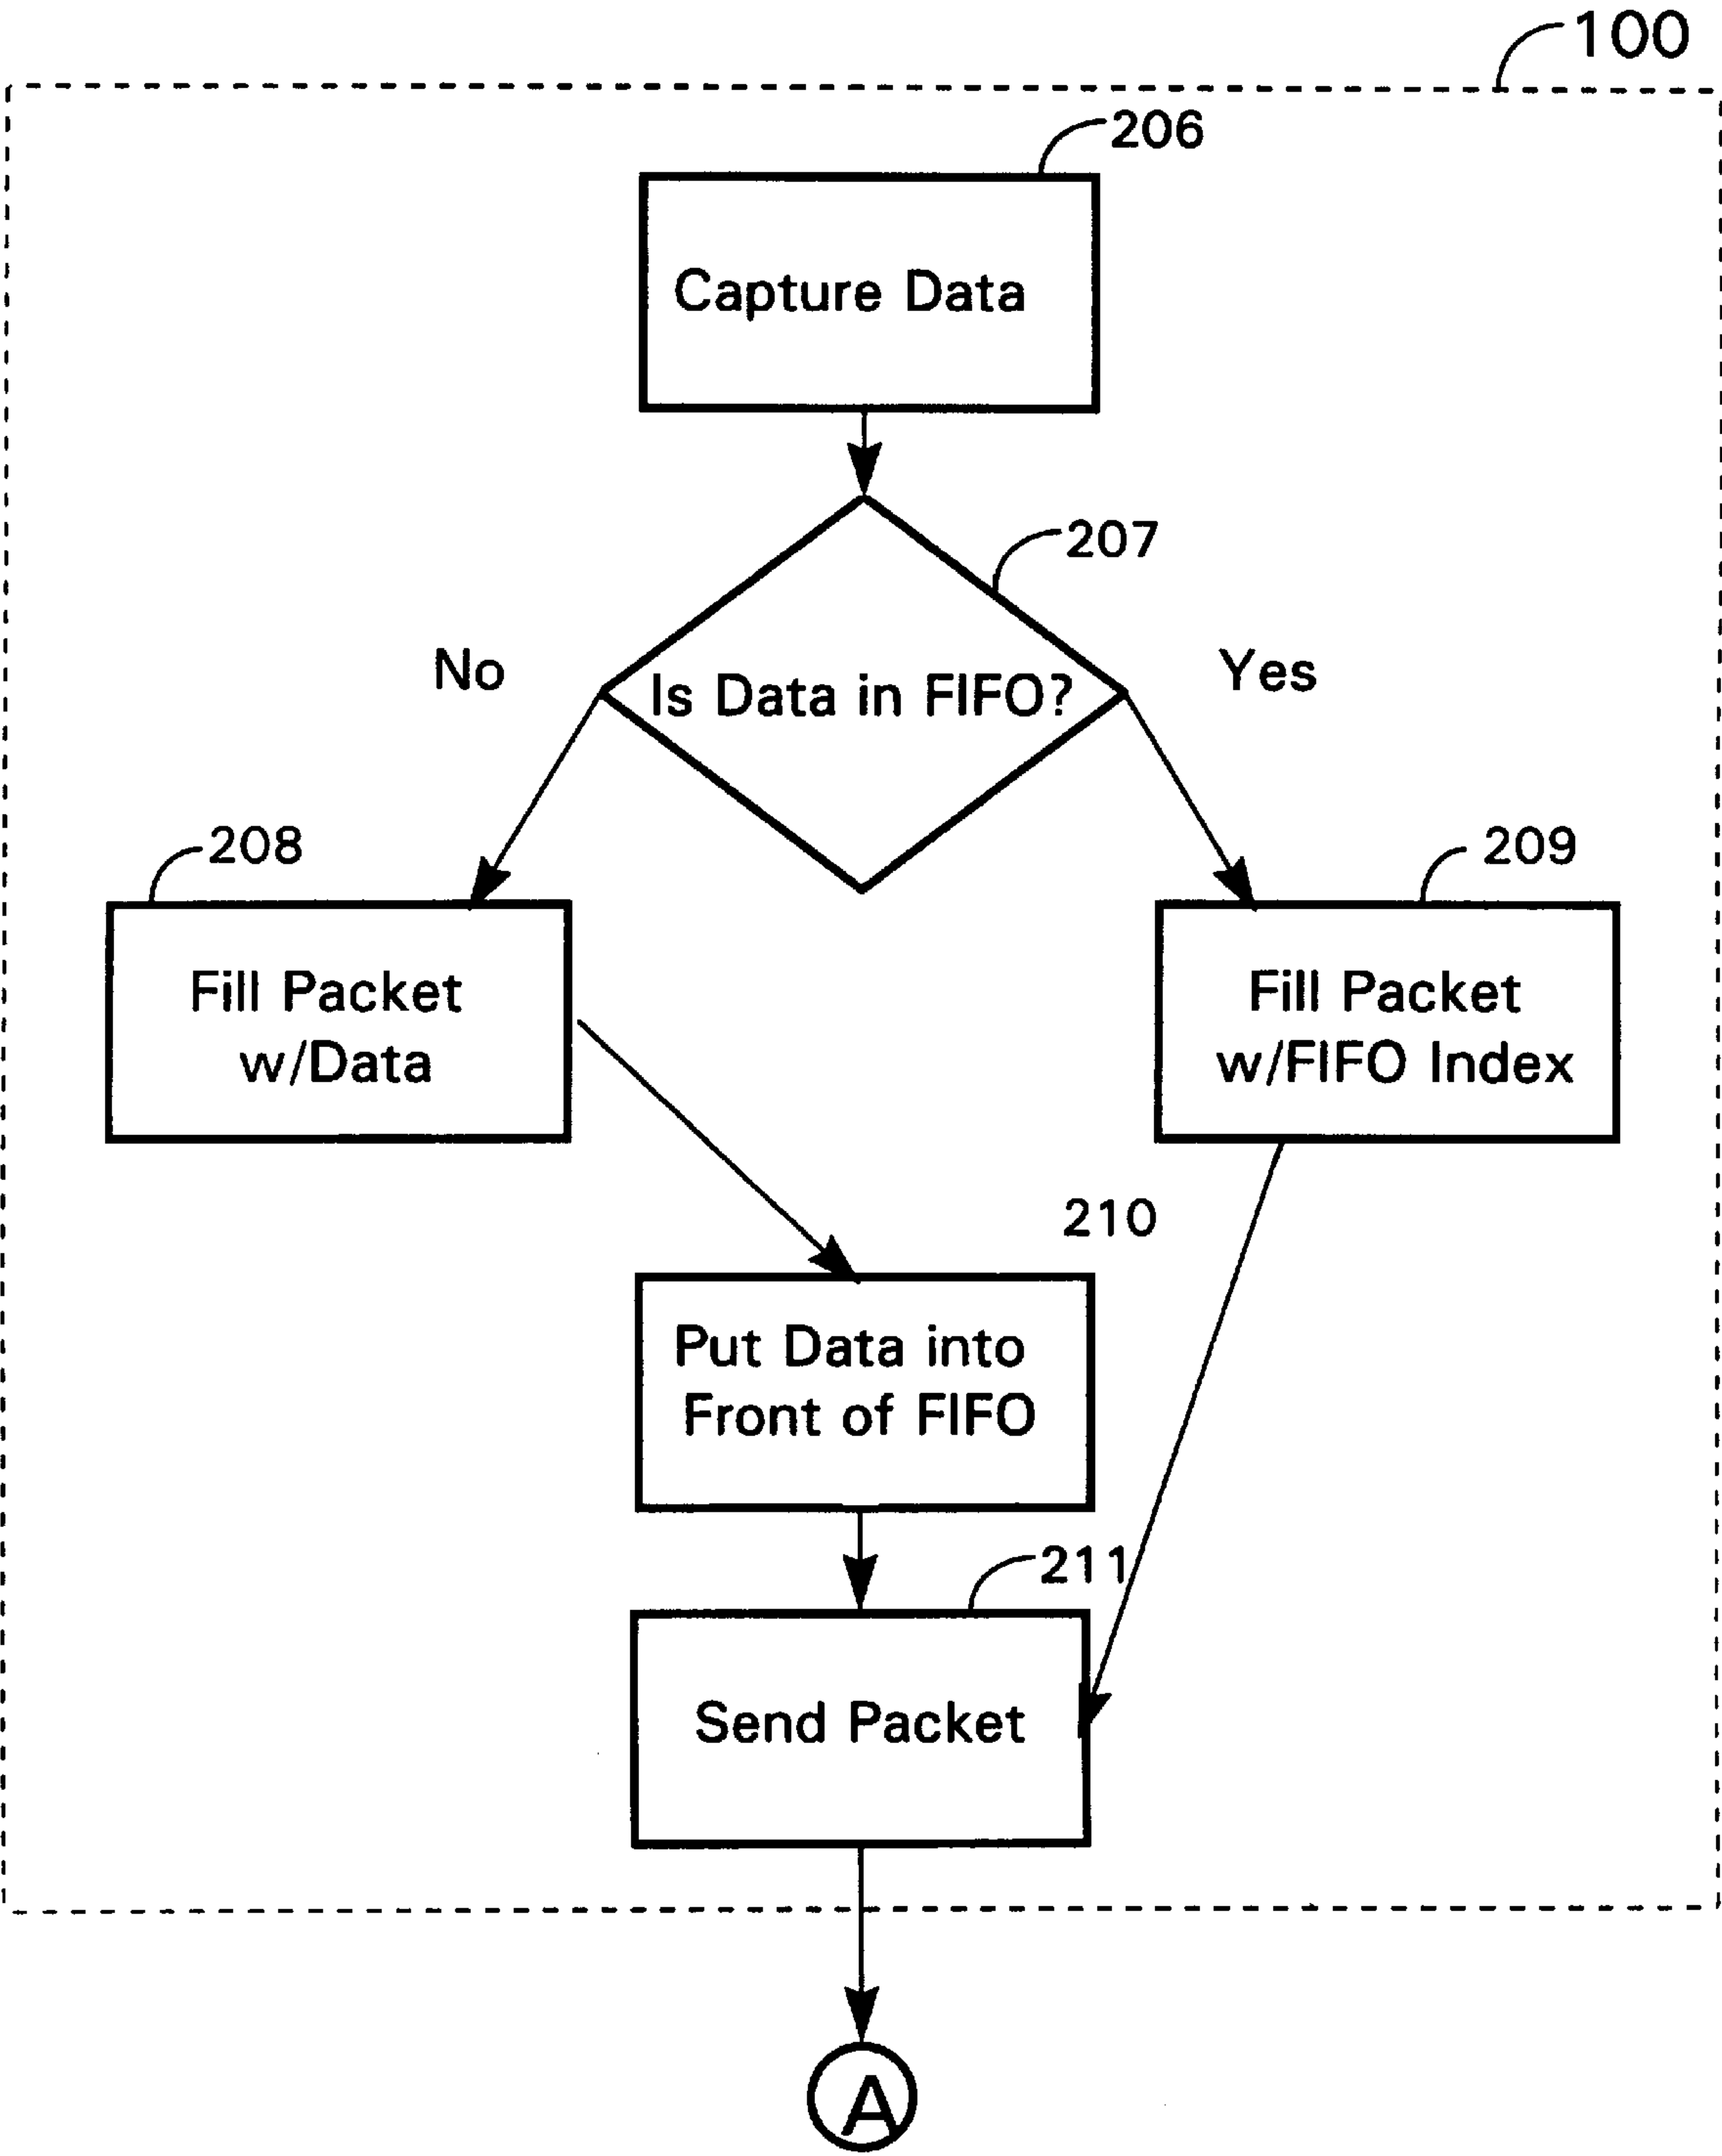 100
206
Capture Data
207
No
Yes
Is Data in FIFO?
208
209
Fill Packet
w/Data
Fill Packet
w/FIFO Index
210
Put Data into
Front of FIFO
211
Send Packet
A